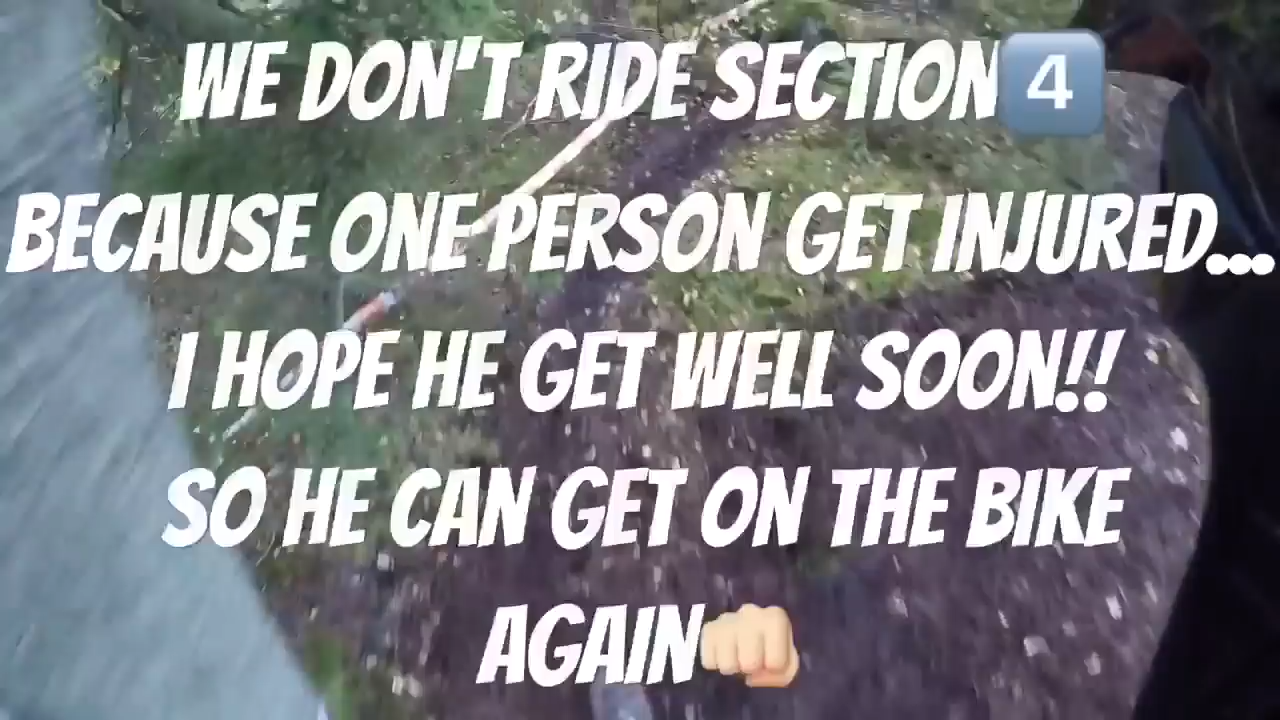 WE DON'T RIDE SECTION4️⃣
BECAUSE ONE PERSON GET INJURED...
I HOPE HE GET WELL SOON!!
SO HE CAN GET ON THE BIKE
AGAIN👊